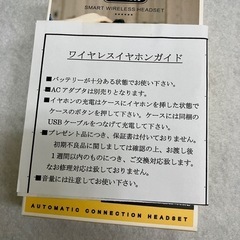 SMART WIRELESS HEADSET
ワイヤレスイヤホンガイド
■バッテリーが十分ある状態でお使い下さい。
■ACアダプタは別売りとなります。
■イヤホンの充電はケースにイヤホンを挿した状態で
ケースのボタンを押して下さい。ケースには同梱の
USBケーブルをつなげて充電して下さい。
■プレゼント品につき、保証書は付いておりません。
初期不良品に関しましては確認の上、お渡し後
1週間以内のものにつき、ご交換対応致します。
なお修理対応は致しておりません。
■音量には注意してお使い下さい。
AUTOMATIC CONNECTION HEADSET